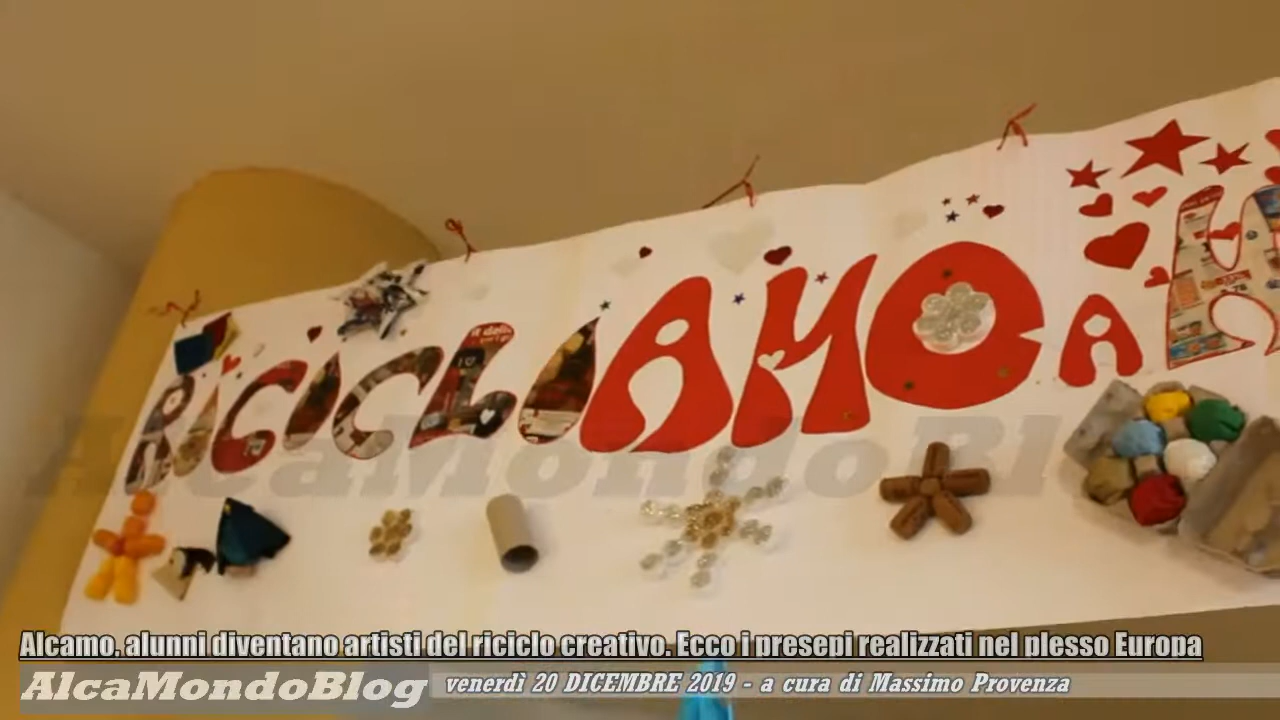 RICICLIAMO A
AlcaMondoBlo
Alcamo, alunni diventano artisti del riciclo creativo. Ecco i presepi realizzati nel plesso Europa
AlcaMondoBlog venerdì 20 DICEMBRE 2019 - a cura di Massimo Provenza